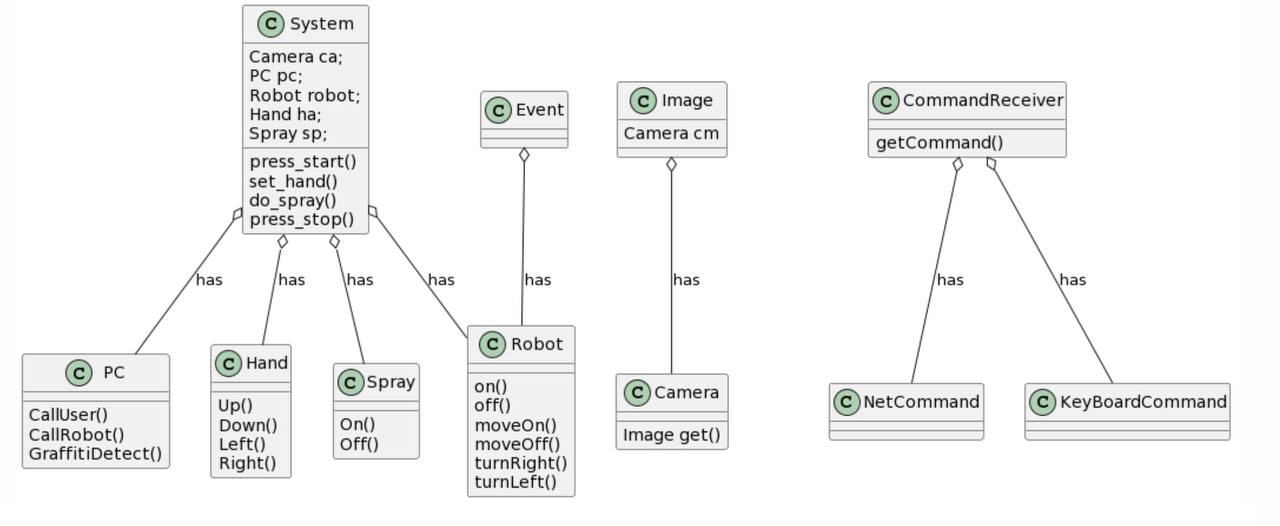 C System
Camera ca;
PC pc;
Robot robot;
Hand ha;
Spray sp;
press_start()
set_hand()
do_spray()
press_stop()
C Event
C Image
Camera cm
C CommandReceiver
getCommand()
has
has
has
has
has
has
has
has
C PC
CallUser()
CallRobot()
GraffitiDetect()
C Hand
Up()
Down()
Left()
Right()
C Spray
On()
Off()
C Robot
on()
off()
moveOn()
moveOff()
turnRight()
turnLeft()
C Camera
Image get()
C NetCommand
C KeyBoardCommand